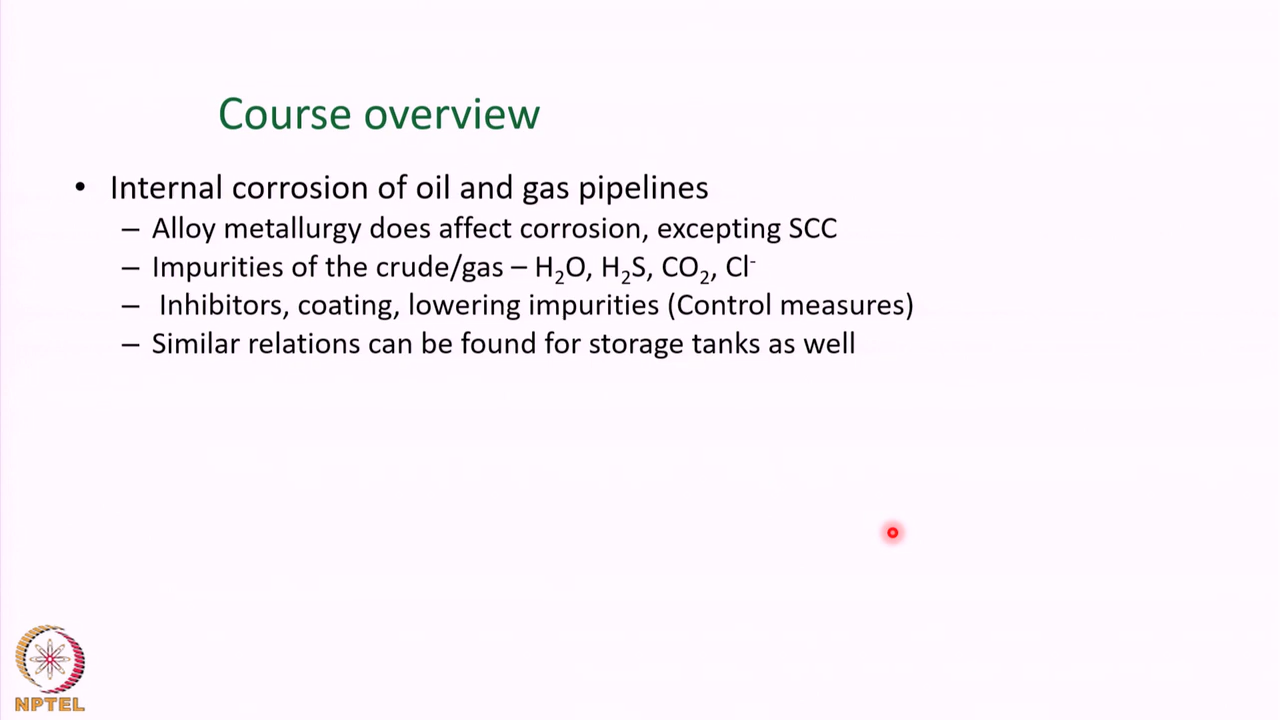 Course overview
• Internal corrosion of oil and gas pipelines
– Alloy metallurgy does affect corrosion, excepting SCC
– Impurities of the crude/gas – H₂O, H₂S, CO₂, Cl⁻
– Inhibitors, coating, lowering impurities (Control measures)
– Similar relations can be found for storage tanks as well
NPTEL